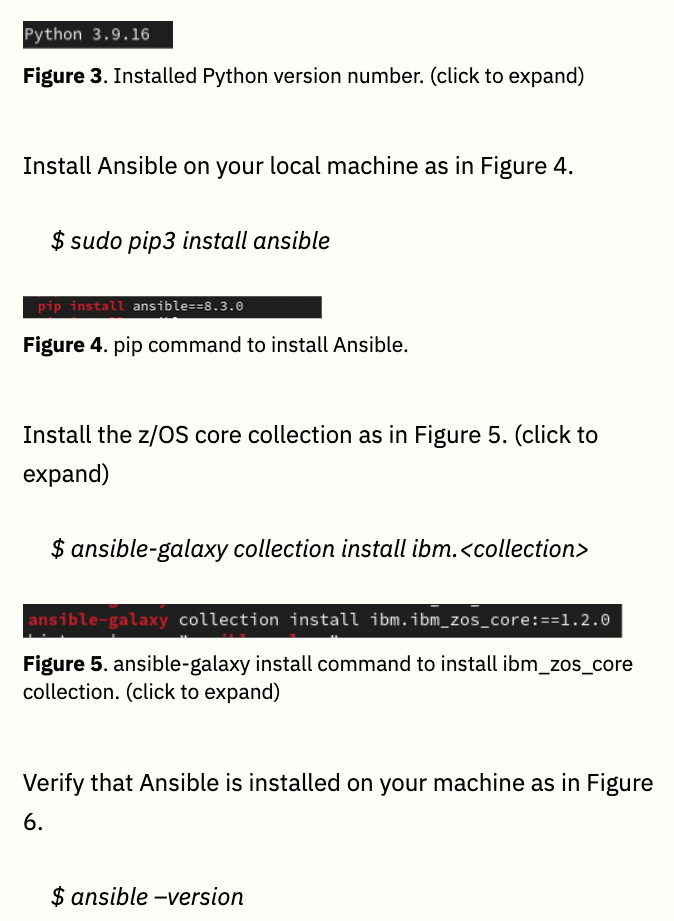 Python 3.9.16
Figure 3. Installed Python version number. (click to expand)
Install Ansible on your local machine as in Figure 4.
$ sudo pip3 install ansible
pip install ansible==8.3.0
Figure 4. pip command to install Ansible.
Install the z/OS core collection as in Figure 5. (click to
expand)
$ ansible-galaxy collection install ibm.<collection>
ansible-galaxy collection install ibm.ibm_zos_core:==1.2.0
Figure 5. ansible-galaxy install command to install ibm_zos_core
collection. (click to expand)
Verify that Ansible is installed on your machine as in Figure
6.
$ ansible –version